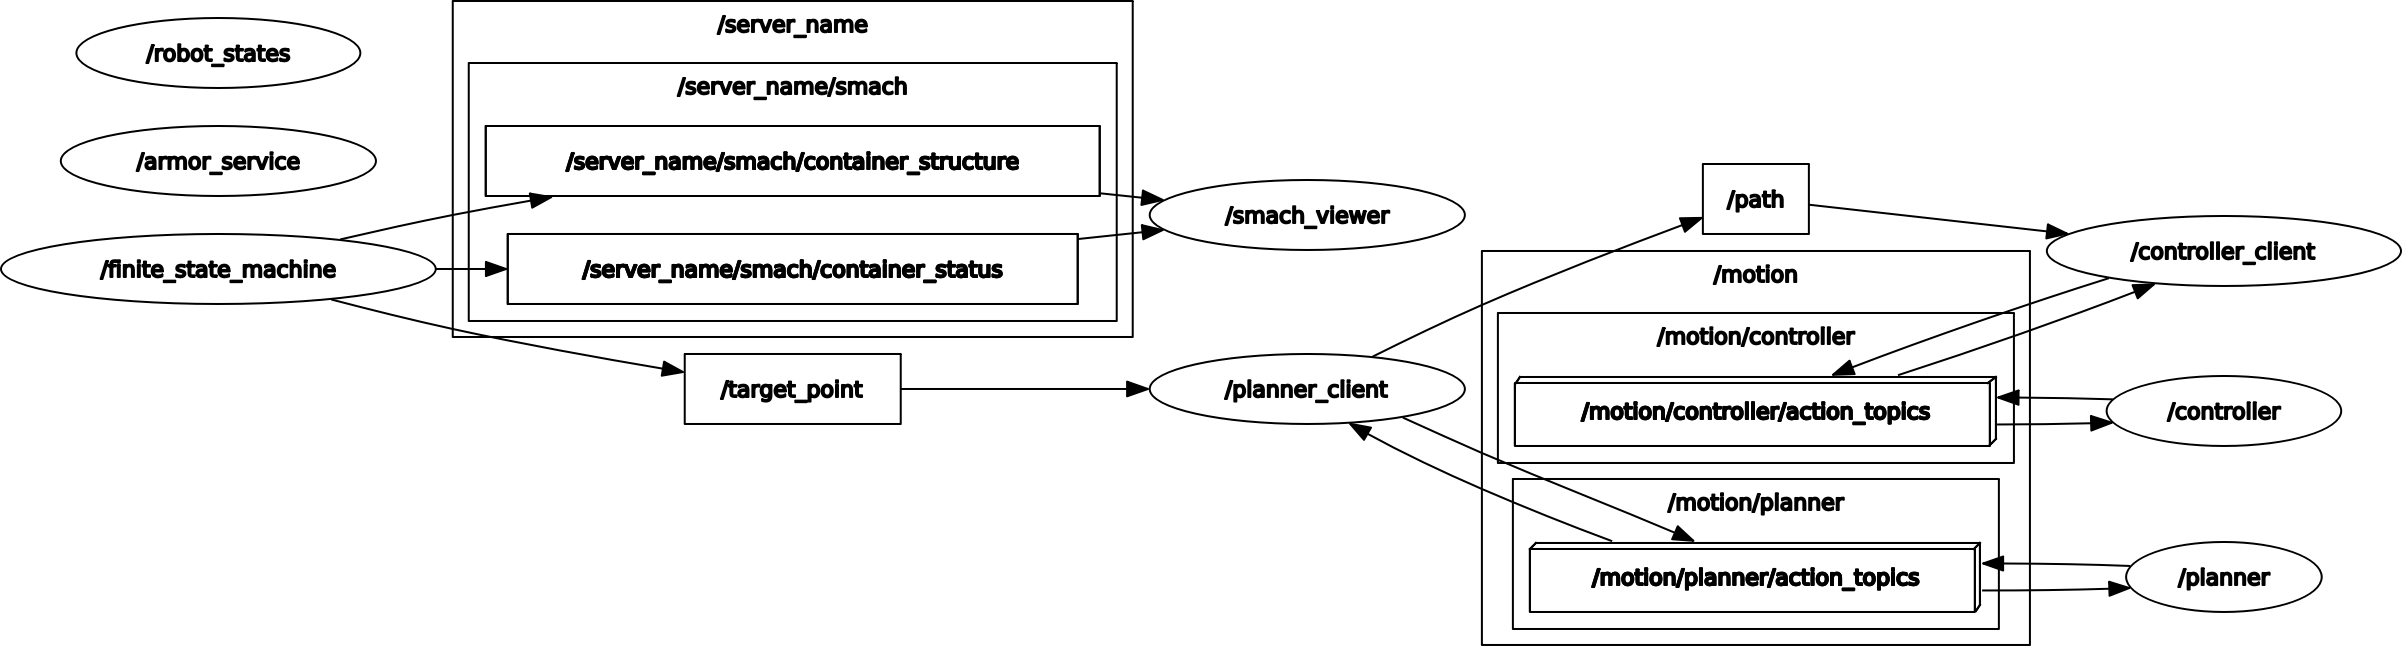 /robot_states
/armor_service
/finite_state_machine
/server_name
/server_name/smach
/server_name/smach/container_structure
/server_name/smach/container_status
/target_point
/smach_viewer
/planner_client
/path
/motion
/motion/controller
/motion/controller/action_topics
/motion/planner
/motion/planner/action_topics
/controller_client
/controller
/planner